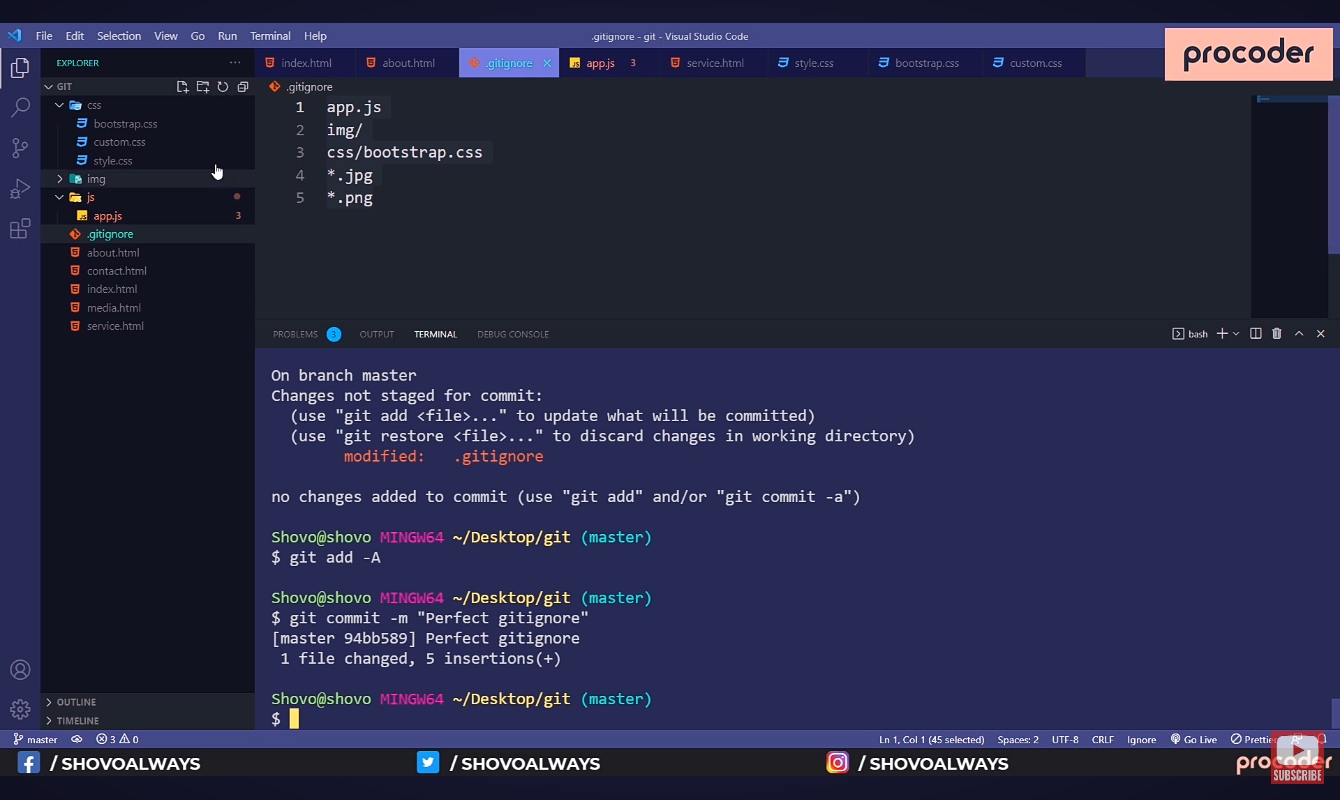 File Edit Selection View Go Run Terminal Help
.gitignore - git - Visual Studio Code
procoder
EXPLORER
index.html
about.html
.gitignore
app.js 3
service.html
style.css
bootstrap.css
custom.css
GIT
css
bootstrap.css
custom.css
style.css
img
js
app.js 3
.gitignore
about.html
contact.html
index.html
media.html
service.html
OUTLINE
TIMELINE
.gitignore
1 app.js
2 img/
3 css/bootstrap.css
4 *.jpg
5 *.png
PROBLEMS 3 OUTPUT TERMINAL DEBUG CONSOLE
bash
On branch master
Changes not staged for commit:
(use "git add <file>..." to update what will be committed)
(use "git restore <file>..." to discard changes in working directory)
modified: .gitignore
no changes added to commit (use "git add" and/or "git commit -a")
Shovo@shovo MINGW64 ~/Desktop/git (master)
$ git add -A
Shovo@shovo MINGW64 ~/Desktop/git (master)
$ git commit -m "Perfect gitignore"
[master 94bb589] Perfect gitignore
1 file changed, 5 insertions(+)
Shovo@shovo MINGW64 ~/Desktop/git (master)
$
master 3 0
Ln 1, Col 1 (45 selected) Spaces: 2 UTF-8 CRLF Ignore Go Live
/ SHOVOALWAYS
/ SHOVOALWAYS
/ SHOVOALWAYS
procoder
SUBSCRIBE